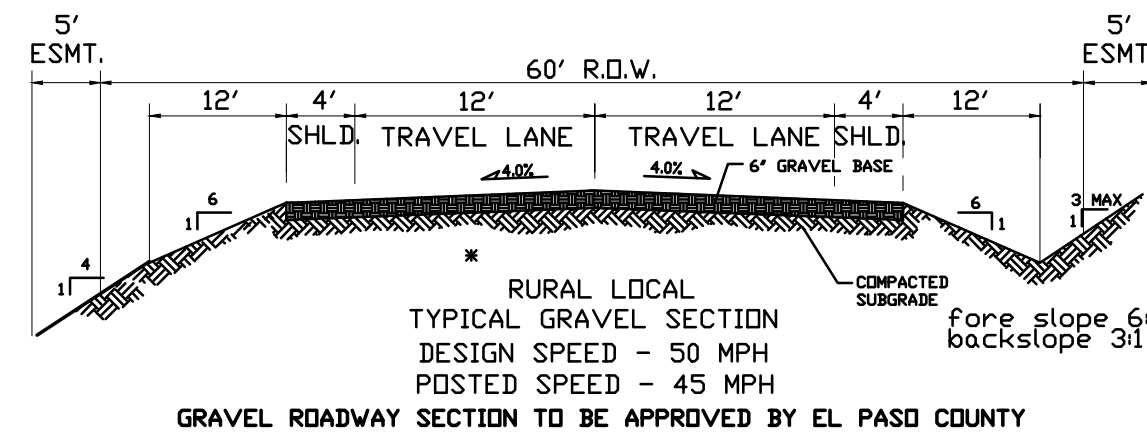 5'
ESMT.
5'
ESMT
60' R.O.W.
12' 4' 12' 12' 4' 12'
SHLD. TRAVEL LANE TRAVEL LANE SHLD.
4.0% 4.0%
6" GRAVEL BASE
6
1
6
1
3 MAX
1
4
1
*
COMPACTED
SUBGRADE
RURAL LOCAL
TYPICAL GRAVEL SECTION
DESIGN SPEED - 50 MPH
POSTED SPEED - 45 MPH
fore slope 6:
backslope 3:1
GRAVEL ROADWAY SECTION TO BE APPROVED BY EL PASO COUNTY